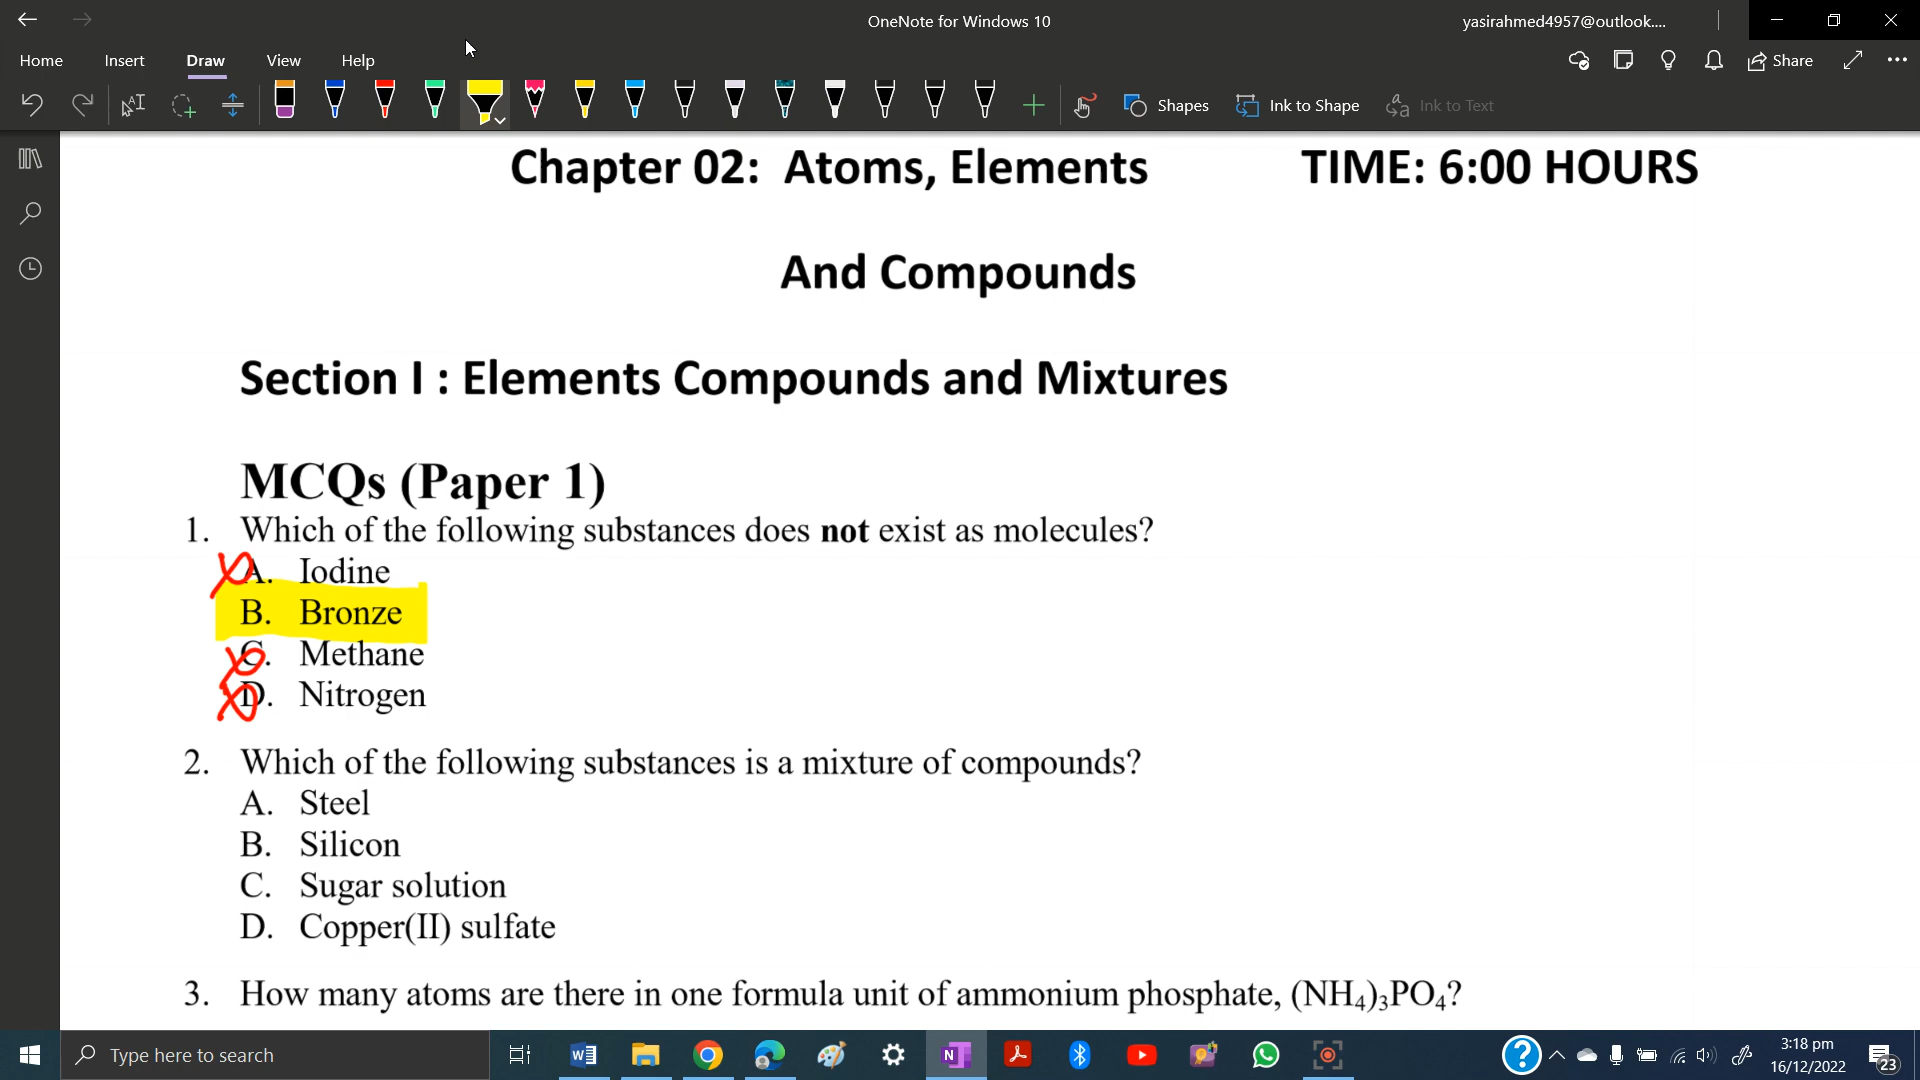 OneNote for Windows 10
yasirahmed4957@outlook....
Home Insert Draw View Help
Share
Shapes Ink to Shape Ink to Text
Chapter 02: Atoms, Elements TIME: 6:00 HOURS
And Compounds
Section I : Elements Compounds and Mixtures
MCQs (Paper 1)
1. Which of the following substances does not exist as molecules?
A. Iodine
B. Bronze
C. Methane
D. Nitrogen
2. Which of the following substances is a mixture of compounds?
A. Steel
B. Silicon
C. Sugar solution
D. Copper(II) sulfate
3. How many atoms are there in one formula unit of ammonium phosphate, (NH₄)₃PO₄?
Type here to search
3:18 pm
16/12/2022
23